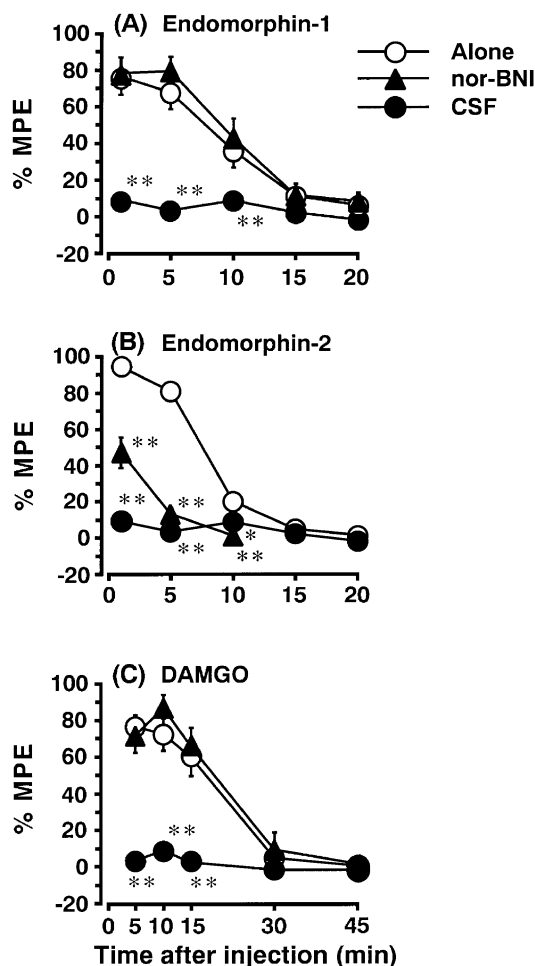 (A) Endomorphin-1
Alone
nor-BNI
CSF
% MPE
100
80
60
40
20
0
-20
**
**
**
0 5 10 15 20
(B) Endomorphin-2
% MPE
100
80
60
40
20
0
-20
**
**
**
**
*
**
0 5 10 15 20
(C) DAMGO
% MPE
100
80
60
40
20
0
-20
**
**
**
0 5 10 15 30 45
Time after injection (min)